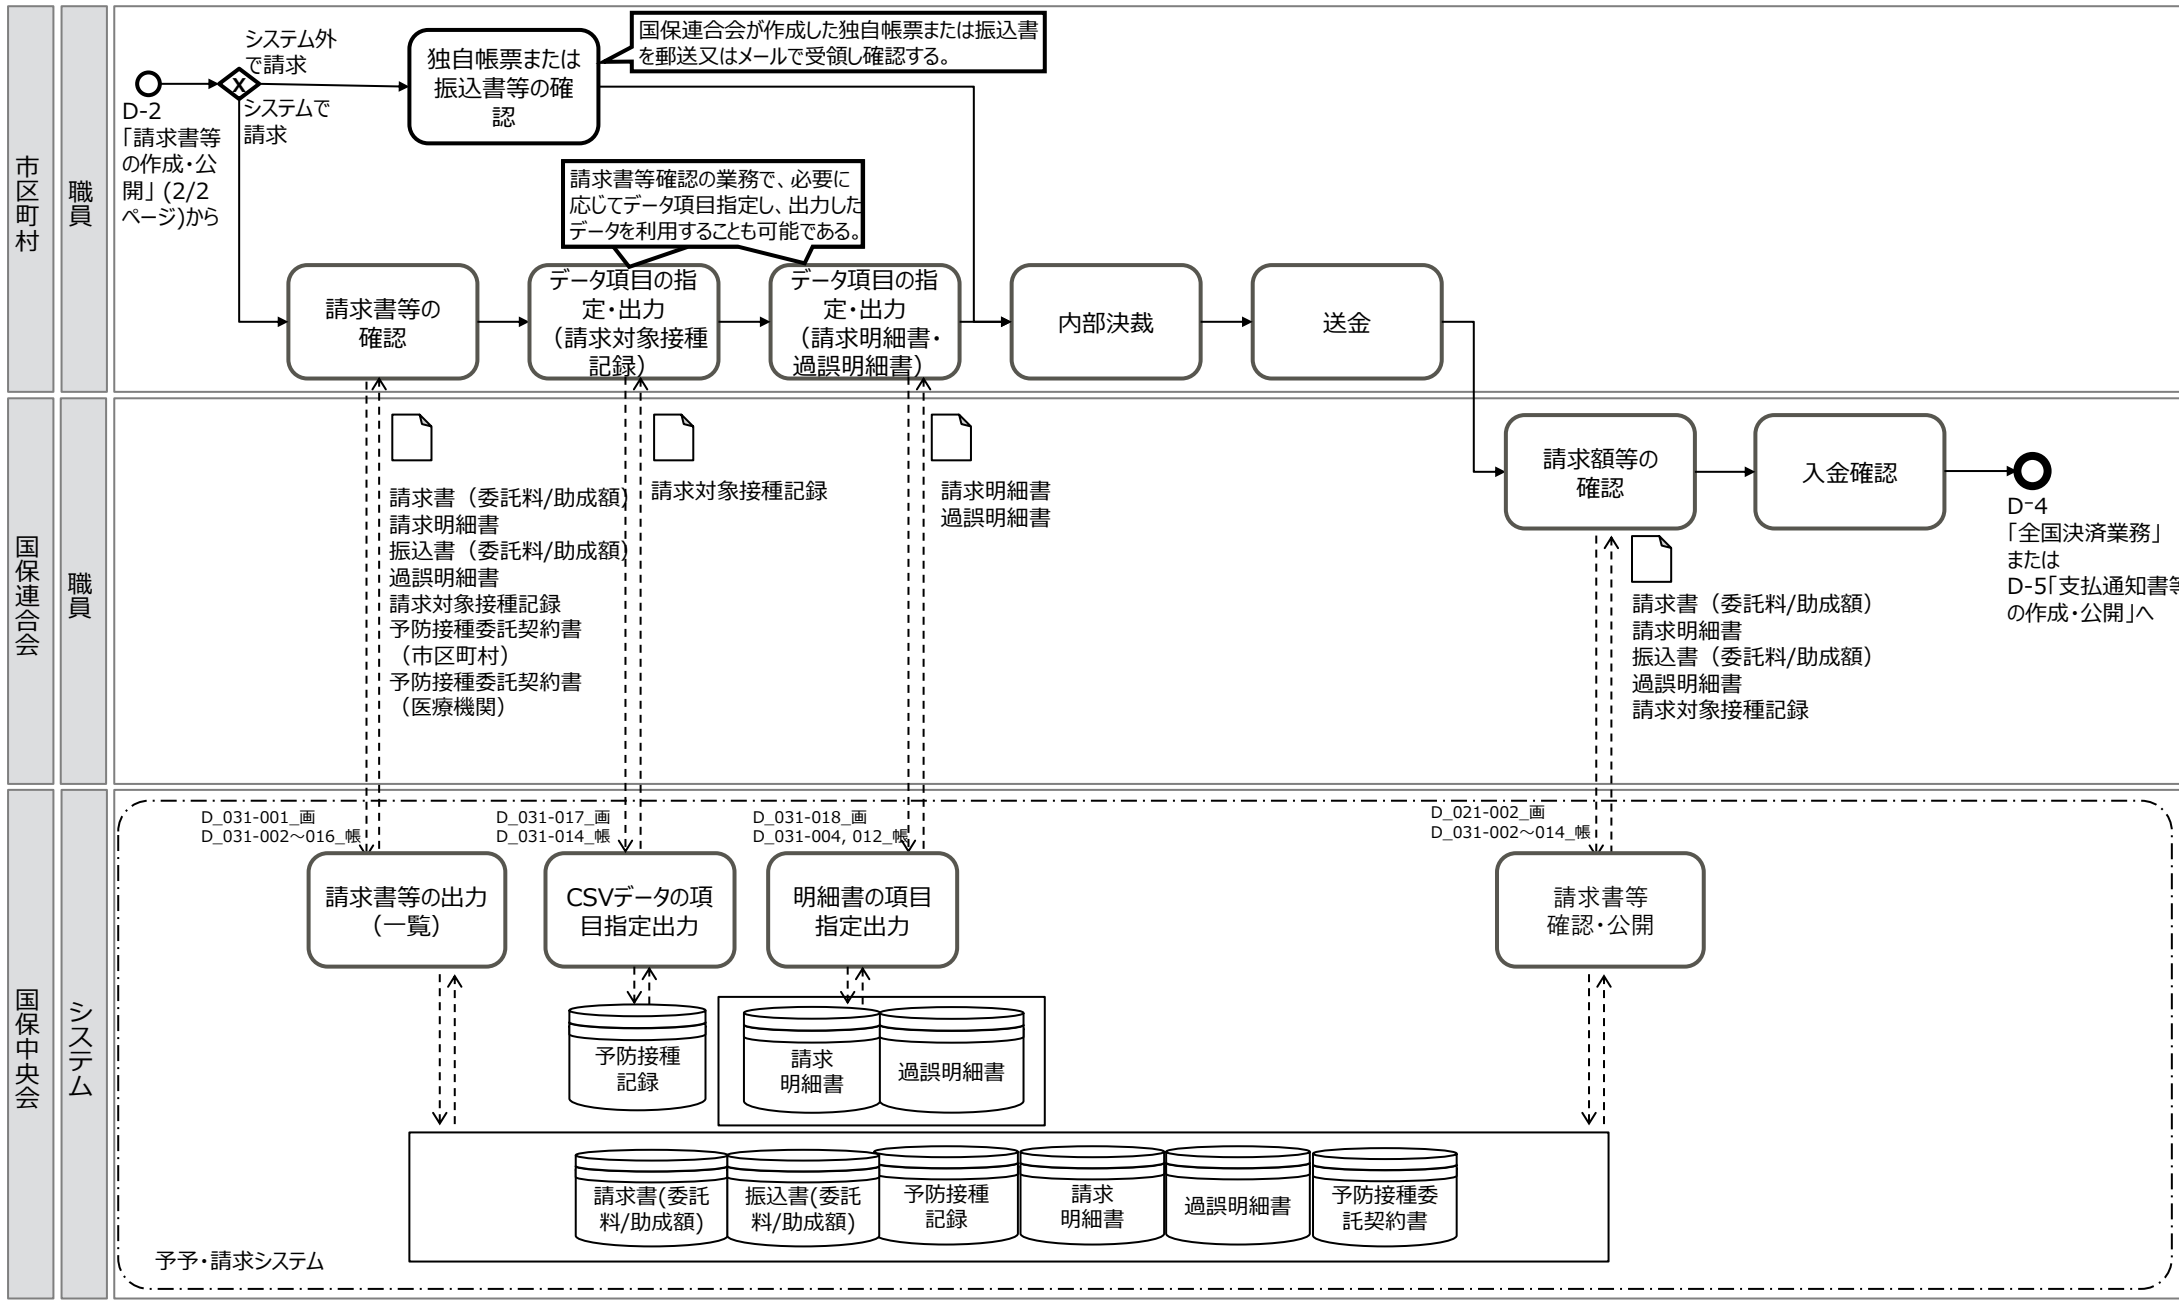 市区町村
職員
D-2
「請求書等
の作成・公
開」(2/2
ページ)から
システム外
で請求
X
システムで
請求
独自帳票または
振込書等の確
認
国保連合会が作成した独自帳票または振込書
を郵送又はメールで受領し確認する。
請求書等確認の業務で、必要に
応じてデータ項目指定し、出力した
データを利用することも可能である。
請求書等の
確認
データ項目の指
定・出力
（請求対象接種
記録）
データ項目の指
定・出力
（請求明細書・
過誤明細書）
内部決裁
送金
国保連合会
職員
請求書（委託料/助成額）
請求明細書
振込書（委託料/助成額）
過誤明細書
請求対象接種記録
予防接種委託契約書
（市区町村）
予防接種委託契約書
（医療機関）
請求対象接種記録
請求明細書
過誤明細書
請求額等の
確認
入金確認
請求書（委託料/助成額）
請求明細書
振込書（委託料/助成額）
過誤明細書
請求対象接種記録
D-4
「全国決済業務」
または
D-5「支払通知書等
の作成・公開」へ
国保中央会
システム
D_031-001_画
D_031-002～016_帳
D_031-017_画
D_031-014_帳
D_031-018_画
D_031-004, 012_帳
D_021-002_画
D_031-002～014_帳
請求書等の出力
（一覧）
CSVデータの項
目指定出力
明細書の項目
指定出力
請求書等
確認・公開
予防接種
記録
請求
明細書
過誤明細書
請求書(委託
料/助成額)
振込書(委託
料/助成額)
予防接種
記録
請求
明細書
過誤明細書
予防接種委
託契約書
予予・請求システム